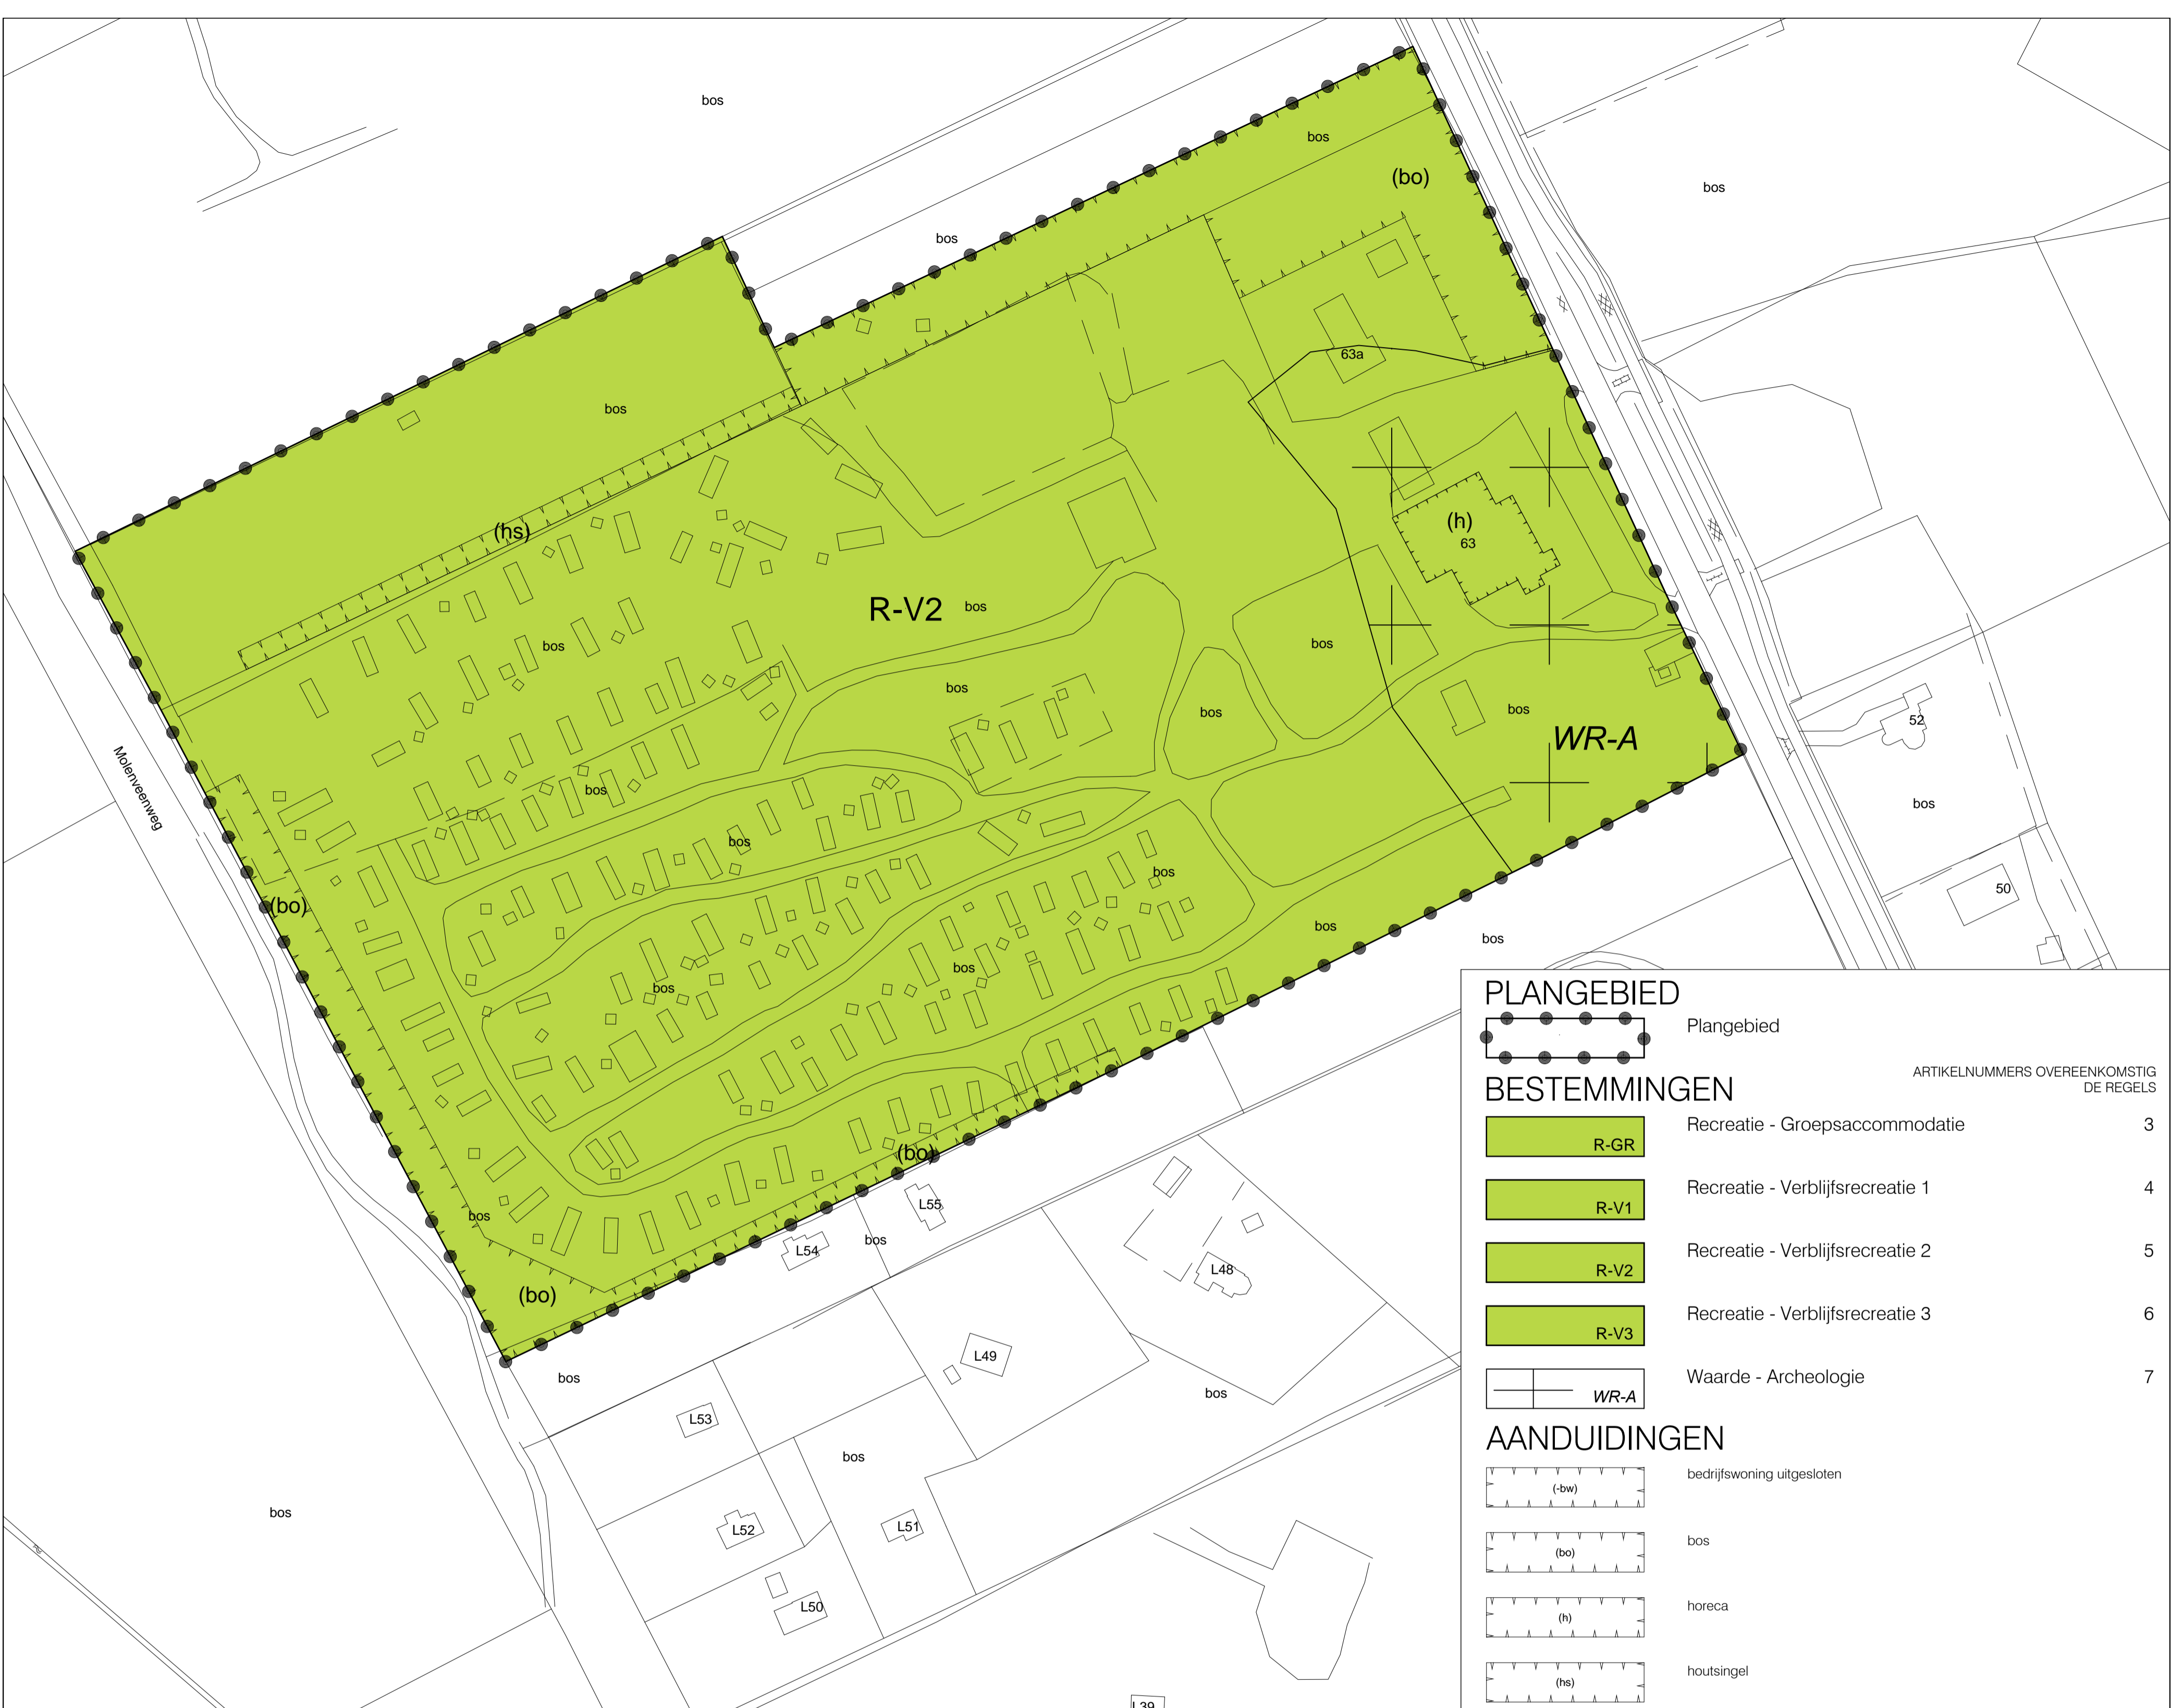 bos
bos
(bo)
bos
bos
63a
bos
(hs)
(h)
63
R-V2
bos
bos
bos
bos
bos
bos
WR-A
52
Molenveenweg
bos
bos
bos
bos
50
(bo)
bos
bos
bos
bos
(bo)
L55
bos
bos
L54
L48
(bo)
L49
bos
bos
L53
bos
bos
L52
L51
L50
L39
PLANGEBIED
Plangebied
ARTIKELNUMMERS OVEREENKOMSTIG
DE REGELS
BESTEMMINGEN
R-GR Recreatie - Groepsaccommodatie 3
R-V1 Recreatie - Verblijfsrecreatie 1 4
R-V2 Recreatie - Verblijfsrecreatie 2 5
R-V3 Recreatie - Verblijfsrecreatie 3 6
WR-A Waarde - Archeologie 7
AANDUIDINGEN
(-bw) bedrijfswoning uitgesloten
(bo) bos
(h) horeca
(hs) houtsingel